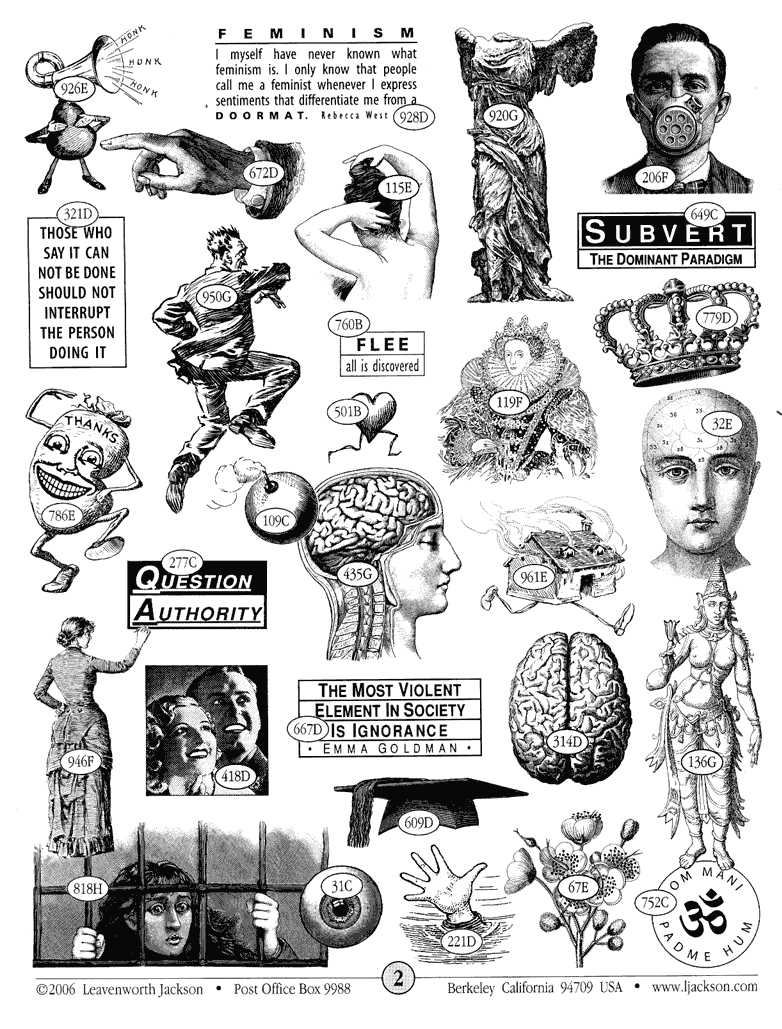 HONK
HONK
HONK
926E
FEMINISM
I myself have never known what
feminism is. I only know that people
call me a feminist whenever I express
sentiments that differentiate me from a
DOORMAT. Rebecca West
928D
920G
206F
672D
115E
321D
THOSE WHO
SAY IT CAN
NOT BE DONE
SHOULD NOT
INTERRUPT
THE PERSON
DOING IT
649C
SUBVERT
THE DOMINANT PARADIGM
950G
779D
760B
FLEE
all is discovered
119F
501B
32E
THANKS
786E
109C
435G
961E
277C
QUESTION
AUTHORITY
946F
418D
THE MOST VIOLENT
ELEMENT IN SOCIETY
667D
IS IGNORANCE
• EMMA GOLDMAN •
314D
136G
609D
818H
31C
221D
67E
752C
OM MANI
ॐ
PADME HUM
©2006 Leavenworth Jackson • Post Office Box 9988
2
Berkeley California 94709 USA • www.ljackson.com